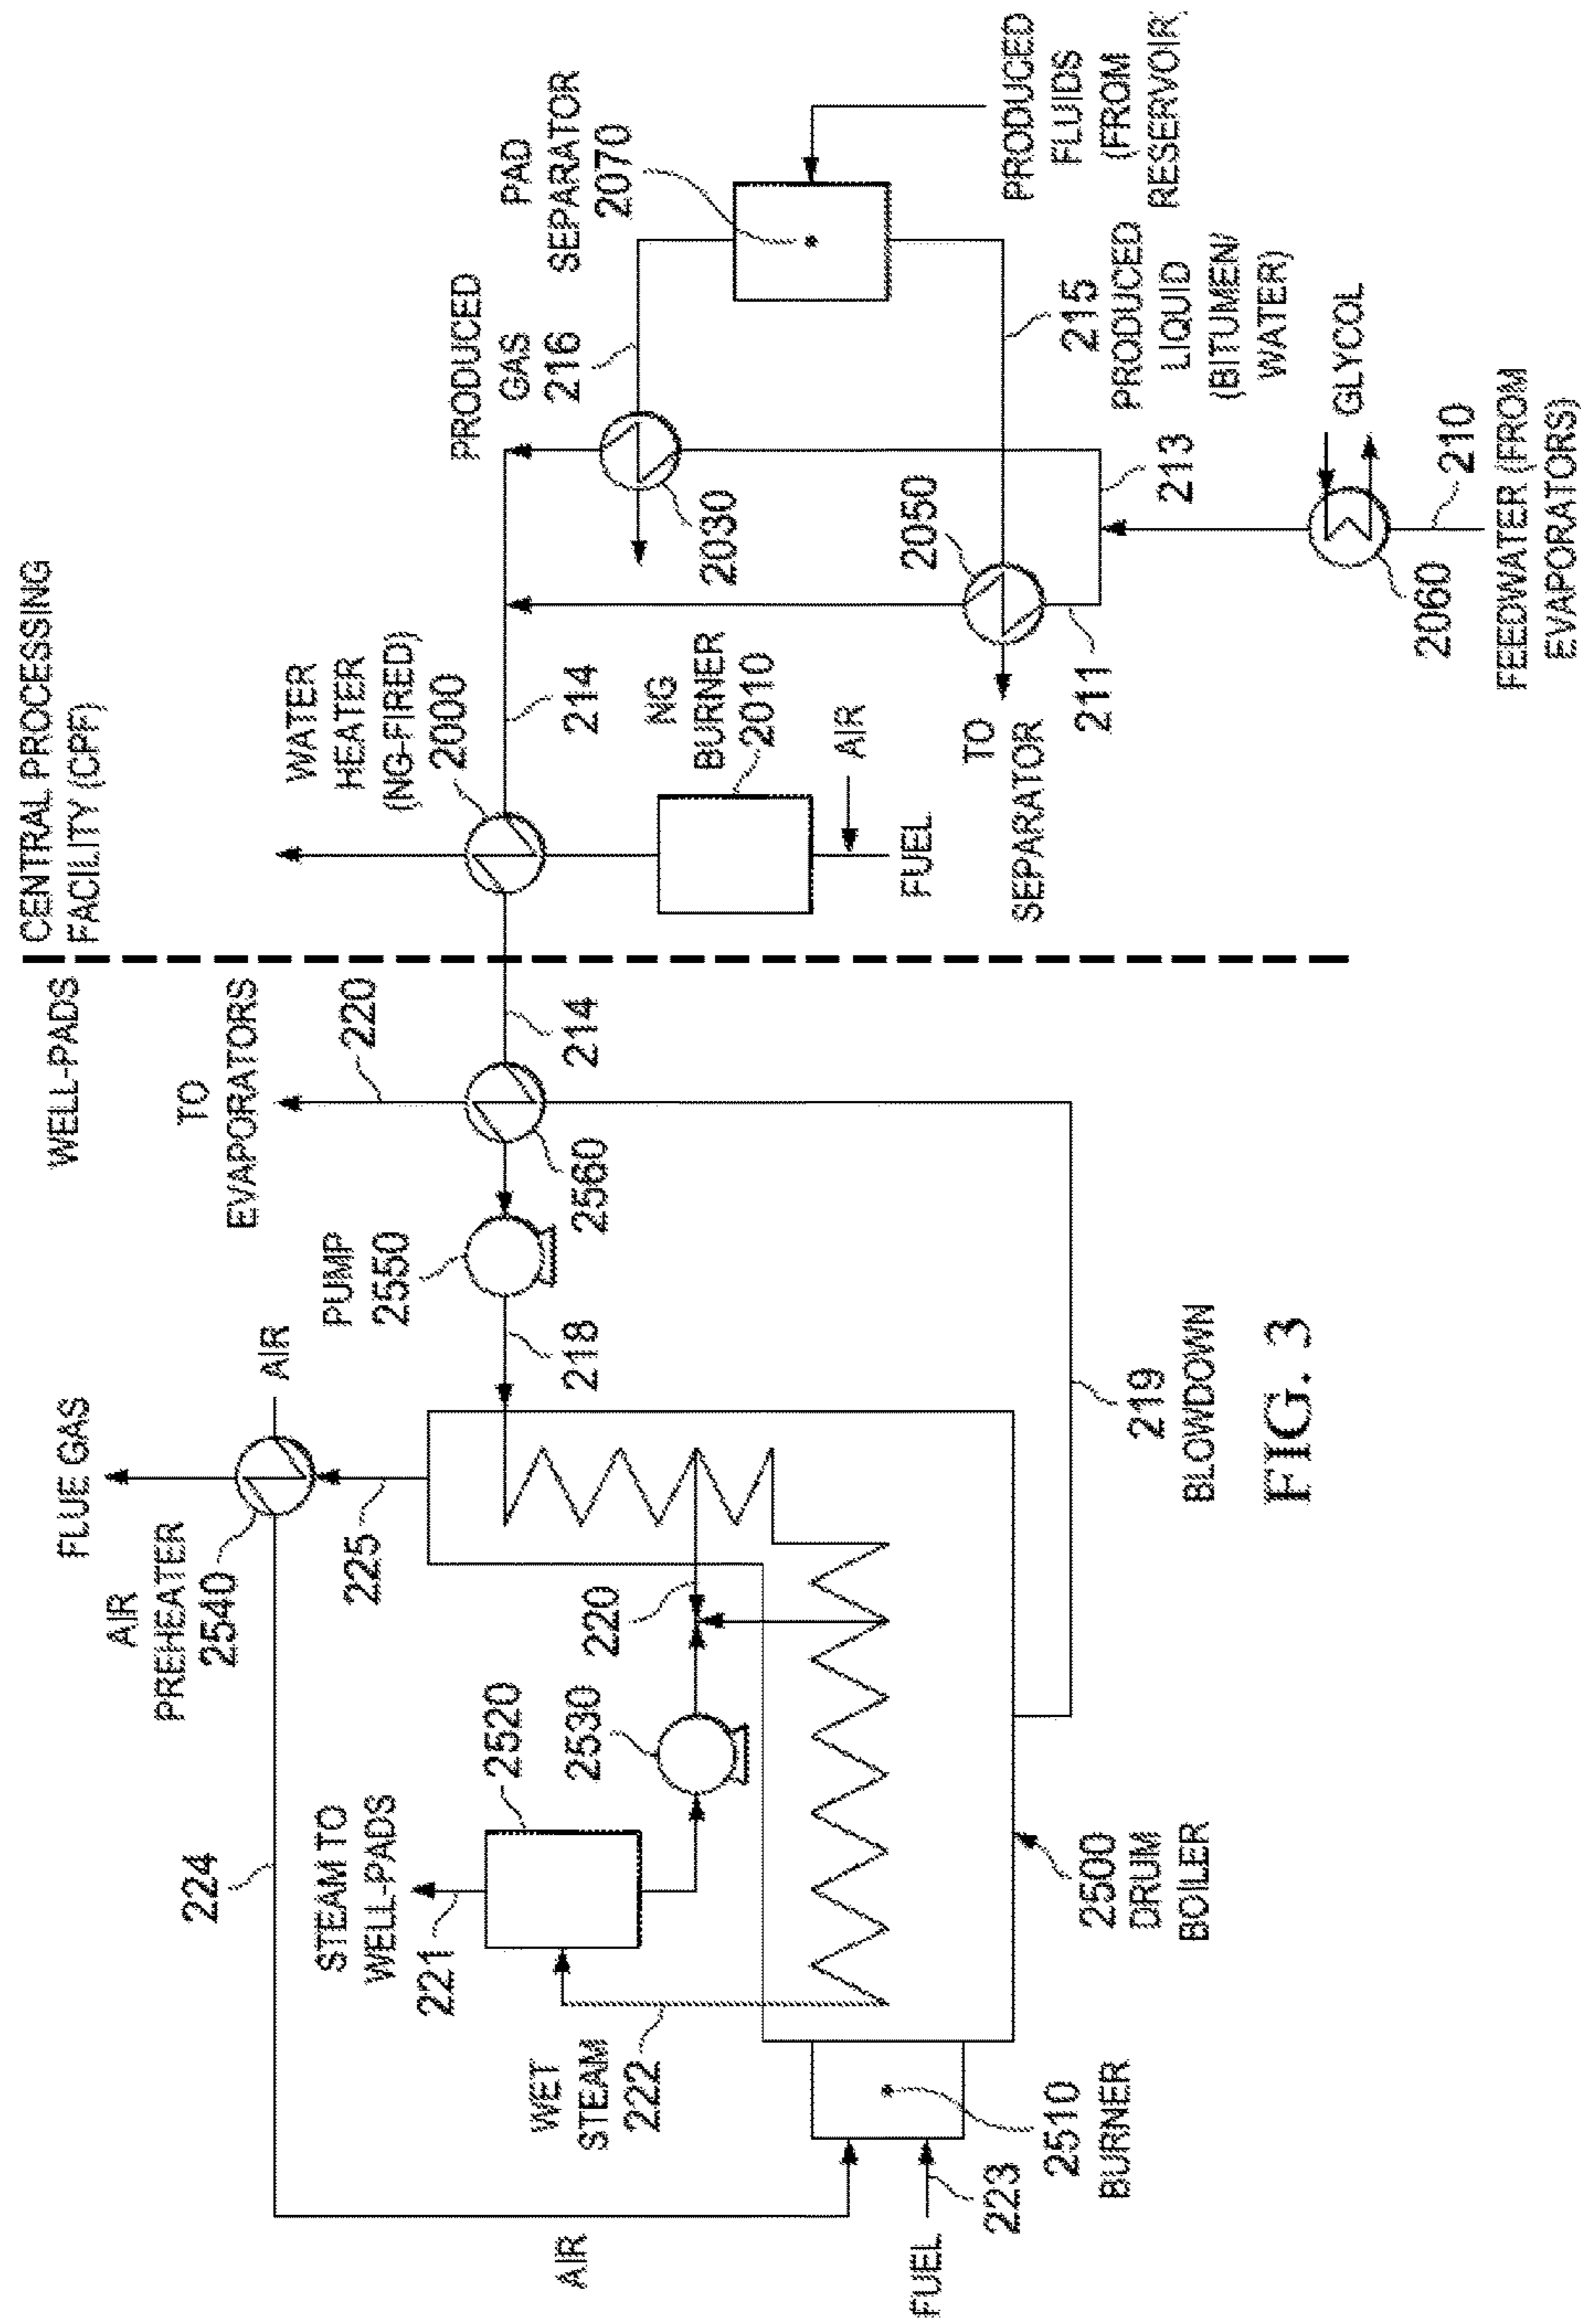 CENTRAL PROCESSING
FACILITY (CPF)
WELL-PADS
FLUE GAS
AIR
PREHEATER
2540
AIR
224
225
TO
EVAPORATORS
220
PUMP
2550
2560
214
218
WATER
HEATER
(NG-FIRED)
2000
214
NG
BURNER
2010
AIR
FUEL
PRODUCED
GAS
216
PAD
SEPARATOR
2070
2030
2050
PRODUCED
FLUIDS
(FROM
RESERVOIR)
215
PRODUCED
LIQUID
(BITUMEN/
WATER)
TO
SEPARATOR
211
213
GLYCOL
2060
210
FEEDWATER (FROM
EVAPORATORS)
STEAM TO
WELL-PADS
221
2520
2530
220
WET
STEAM
222
AIR
FUEL
223
2510
BURNER
2500
DRUM
BOILER
219
BLOWDOWN
FIG. 3